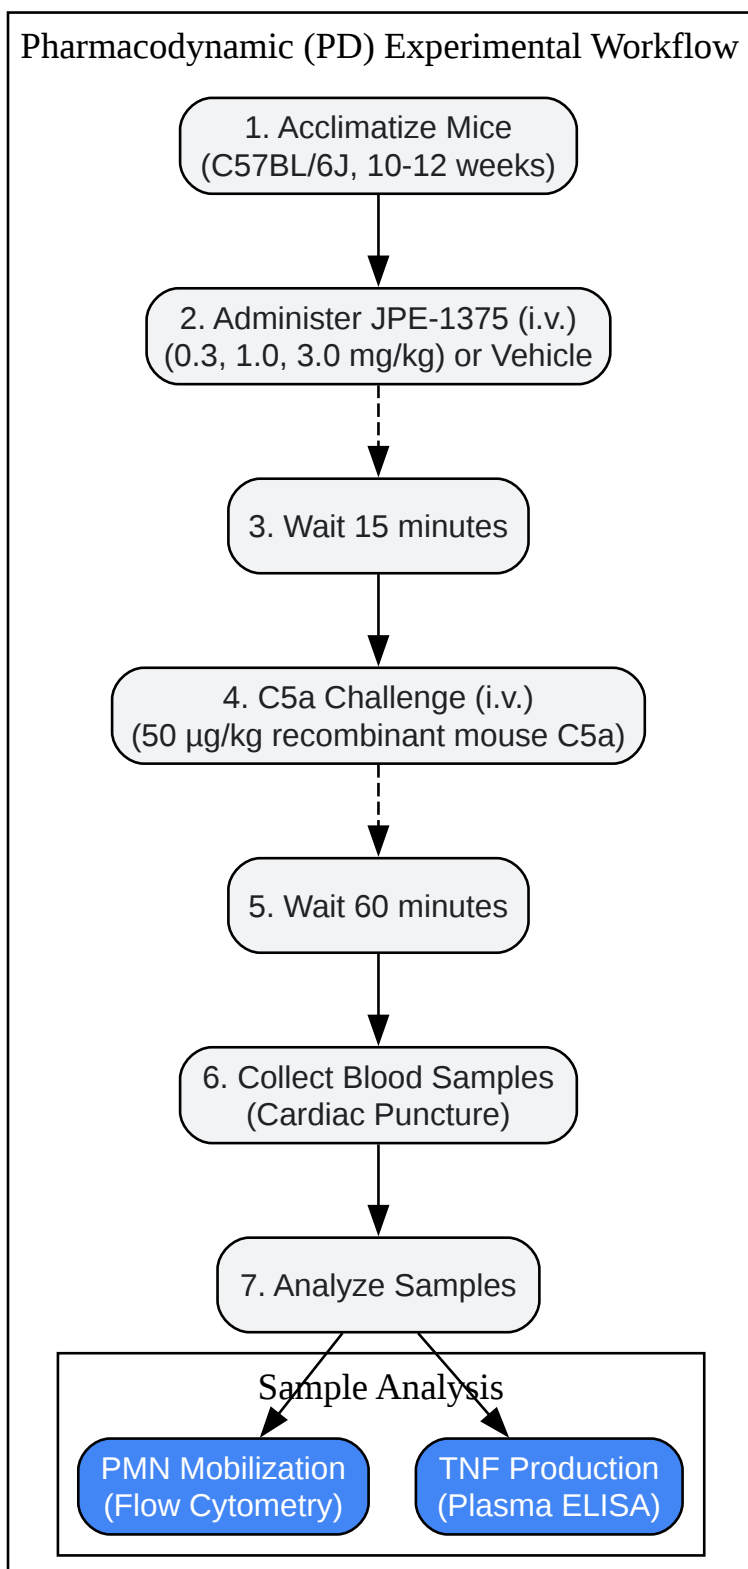 Pharmacodynamic (PD) Experimental Workflow
1. Acclimatize Mice
(C57BL/6J, 10-12 weeks)
2. Administer JPE-1375 (i.v.)
(0.3, 1.0, 3.0 mg/kg) or Vehicle
3. Wait 15 minutes
4. C5a Challenge (i.v.)
(50 µg/kg recombinant mouse C5a)
5. Wait 60 minutes
6. Collect Blood Samples
(Cardiac Puncture)
7. Analyze Samples
Sample Analysis
PMN Mobilization
(Flow Cytometry)
TNF Production
(Plasma ELISA)